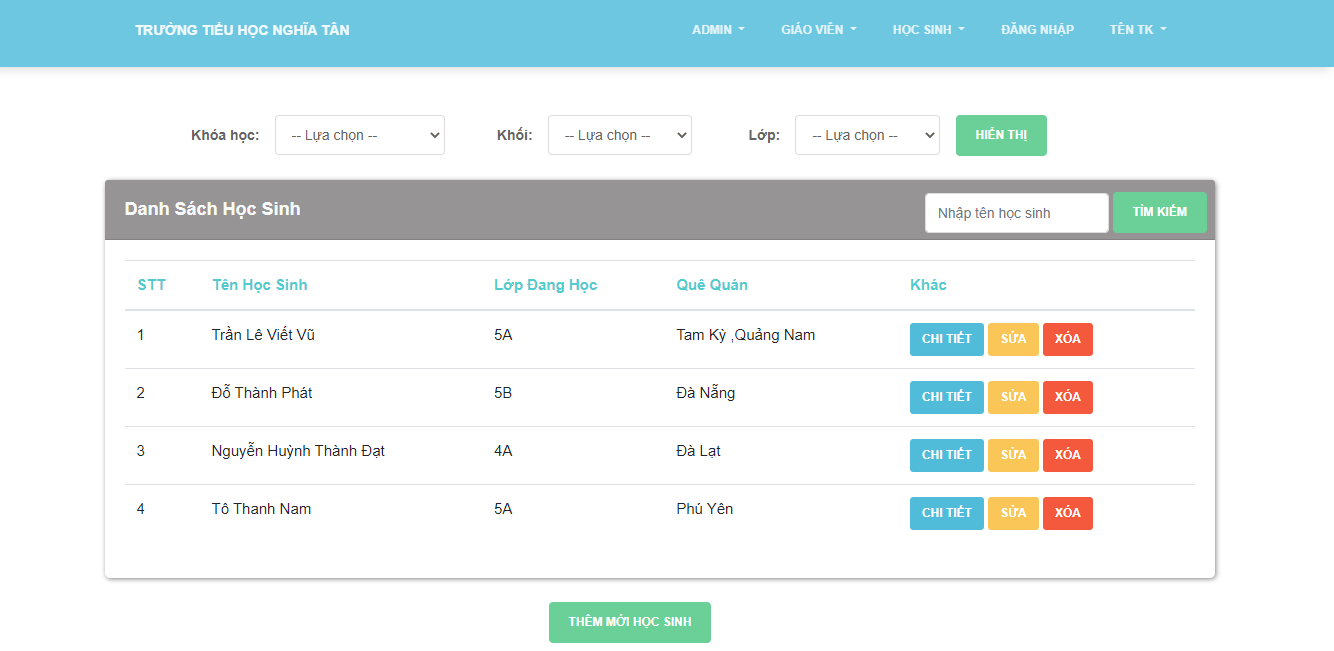 TRƯỜNG TIỂU HỌC NGHĨA TÂN ADMIN GIÁO VIÊN HỌC SINH ĐĂNG NHẬP TÊN TK
Khóa học: -- Lựa chọn -- Khối: -- Lựa chọn -- Lớp: -- Lựa chọn -- HIỂN THỊ
Danh Sách Học Sinh Nhập tên học sinh TÌM KIẾM
STT Tên Học Sinh Lớp Đang Học Quê Quán Khác
1 Trần Lê Viết Vũ 5A Tam Kỳ ,Quảng Nam CHI TIẾT SỬA XÓA
2 Đỗ Thành Phát 5B Đà Nẵng CHI TIẾT SỬA XÓA
3 Nguyễn Huỳnh Thành Đạt 4A Đà Lạt CHI TIẾT SỬA XÓA
4 Tô Thanh Nam 5A Phú Yên CHI TIẾT SỬA XÓA
THÊM MỚI HỌC SINH